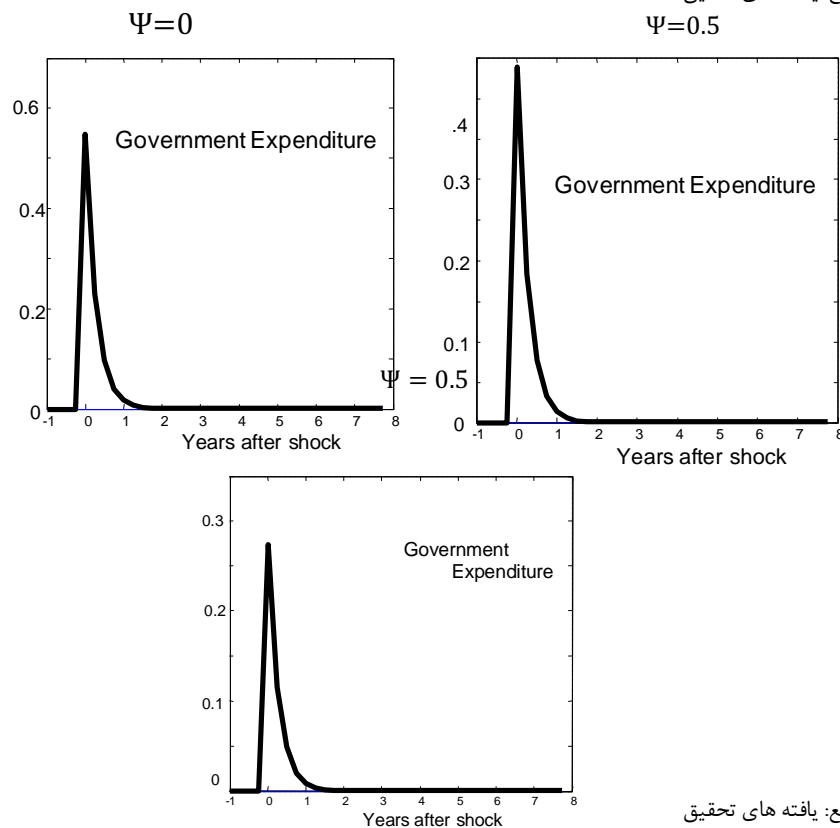 Ψ=0
Ψ=0.5
0.6
0.4
0.2
0
Government Expenditure
-1 0 1 2 3 4 5 6 7 8
Years after shock
.4
0.3
0.2
0.1
0
Government Expenditure
-1 0 1 2 3 4 5 6 7 8
Years after shock
Ψ = 0.5
0.3
0.2
0.1
0
Government
Expenditure
-1 0 1 2 3 4 5 6 7 8
Years after shock
ع: یافته های تحقیق